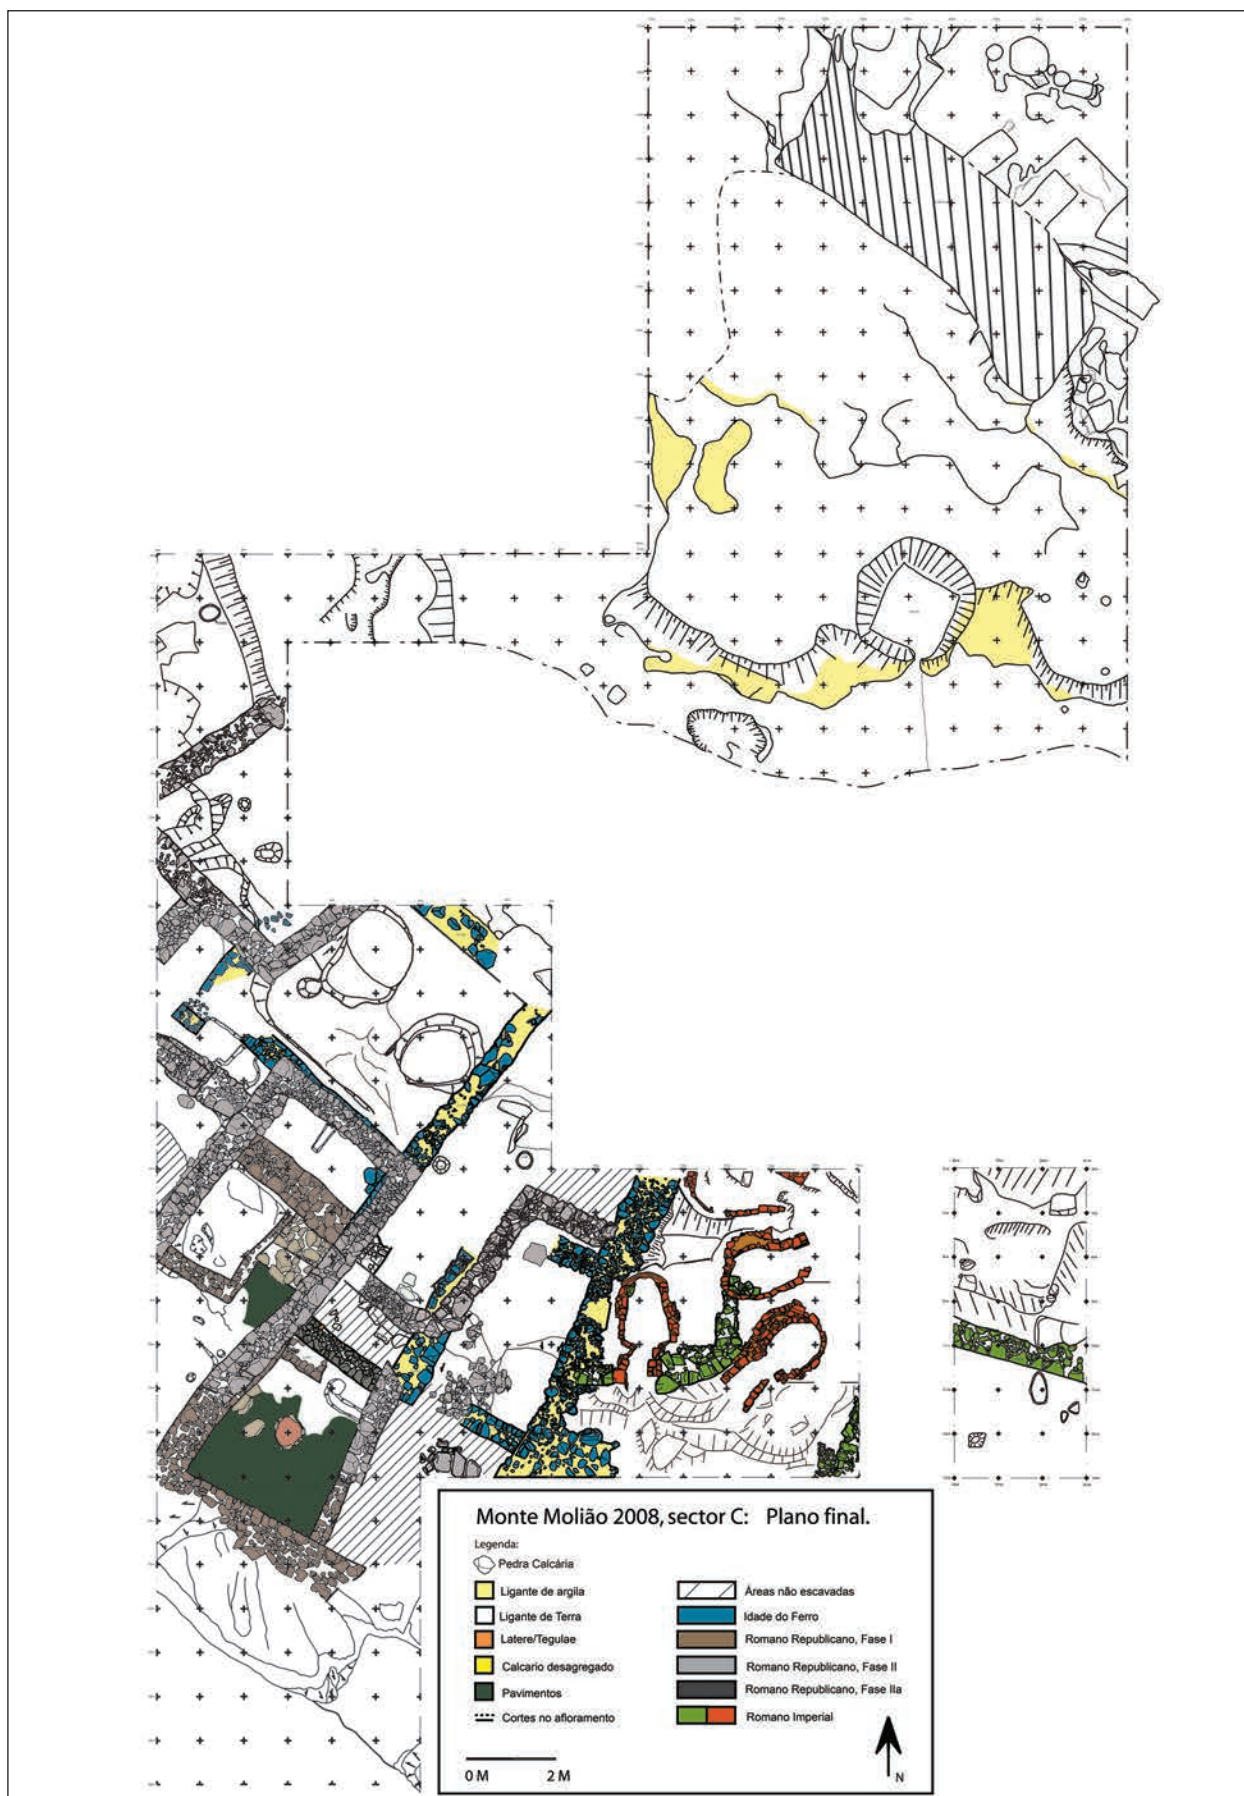 Monte Molião 2008, sector C: Plano final.
Legenda:
Pedra Calcária
Ligante de argila
Ligante de Terra
Latere/Tegulae
Calcario desagregado
Pavimentos
Cortes no afloramento
Áreas não escavadas
Idade do Ferro
Romano Republicano, Fase I
Romano Republicano, Fase II
Romano Republicano, Fase IIa
Romano Imperial
0 M 2 M
N